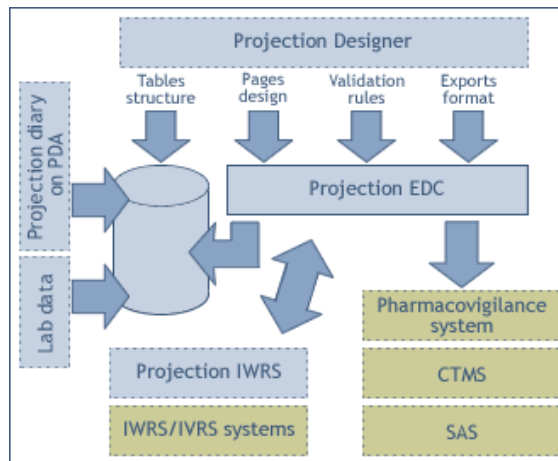 Projection Designer
Tables
structure
Pages
design
Validation
rules
Exports
format
Projection diary
on PDA
Projection EDC
Lab data
Pharmacovigilance
system
Projection IWRS
CTMS
IWRS/IVRS systems
SAS